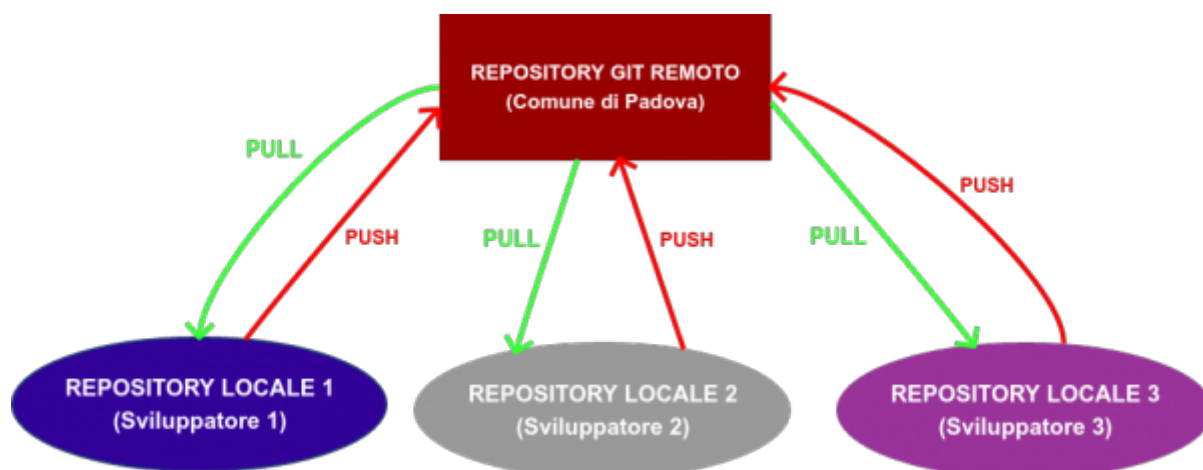 REPOSITORY GIT REMOTO
(Comune di Padova)
PULL
PUSH
PULL
PUSH
PULL
PUSH
REPOSITORY LOCALE 1
(Sviluppatore 1)
REPOSITORY LOCALE 2
(Sviluppatore 2)
REPOSITORY LOCALE 3
(Sviluppatore 3)